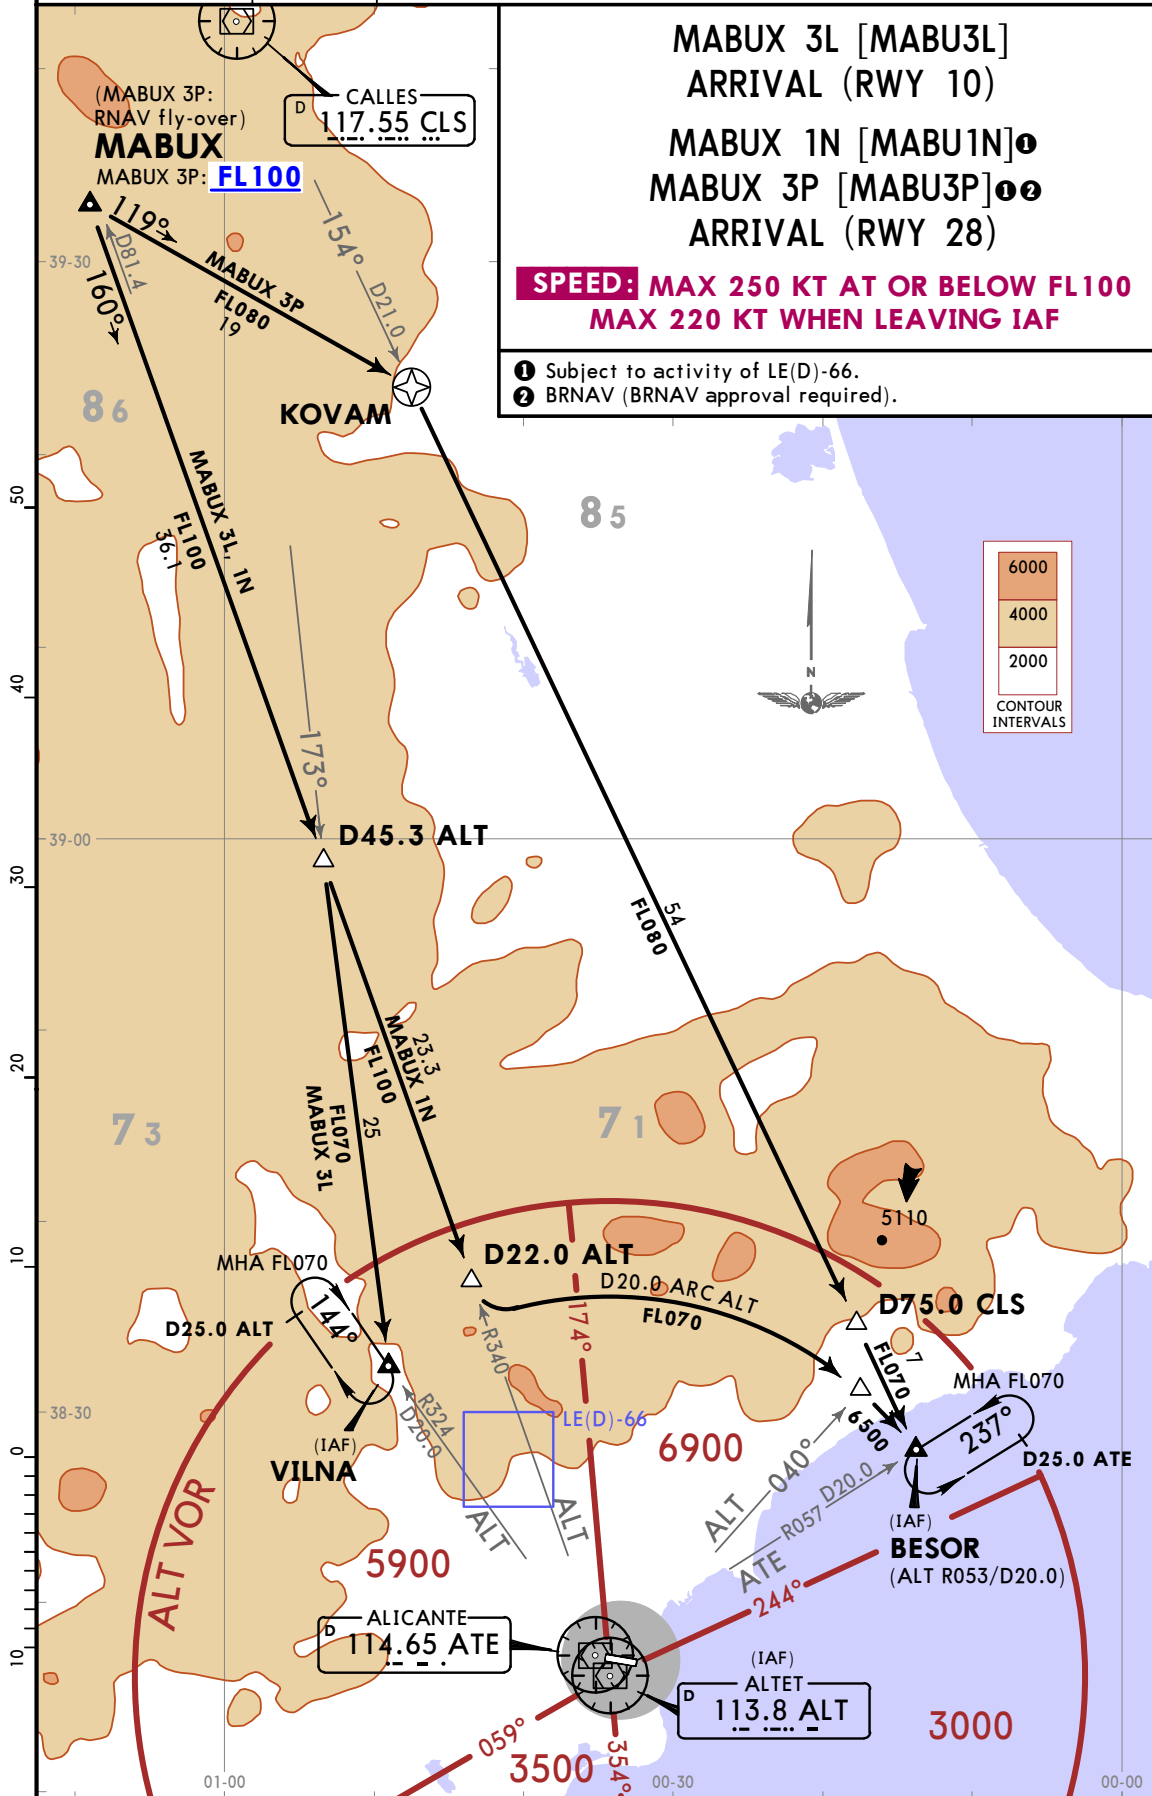 MABUX 3L [MABU3L]
ARRIVAL (RWY 10)
MABUX 1N [MABU1N]❶
MABUX 3P [MABU3P]❶❷
ARRIVAL (RWY 28)
SPEED: MAX 250 KT AT OR BELOW FL100
MAX 220 KT WHEN LEAVING IAF
❶ Subject to activity of LE(D)-66.
❷ BRNAV (BRNAV approval required).
CALLES
D 117.55 CLS
(MABUX 3P:
RNAV fly-over)
MABUX
MABUX 3P: FL100
119°
D81.4
160°
MABUX 3P
FL080
19
154°
D21.0
39-30
KOVAM
86
85
MABUX 3L, 1N
FL100
36.1
50
40
30
20
10
0
10
6000
4000
2000
CONTOUR
INTERVALS
N
173°
39-00
D45.3 ALT
54
FL080
23.3
MABUX 1N
FL100
25
FL070
MABUX 3L
73
71
5110
MHA FL070
144°
D25.0 ALT
D22.0 ALT
D20.0 ARC ALT
FL070
174°
R340
ALT
D75.0 CLS
7
FL070
6500
MHA FL070
237°
D25.0 ATE
38-30
(IAF)
VILNA
R324
D20.0
ALT
LE(D)-66
6900
ALT 040°
ATE R057 D20.0
(IAF)
BESOR
(ALT R053/D20.0)
ALT VOR
5900
244°
ALICANTE
D 114.65 ATE
(IAF)
ALTET
D 113.8 ALT
059°
3500
354°
3000
01-00
00-30
00-00